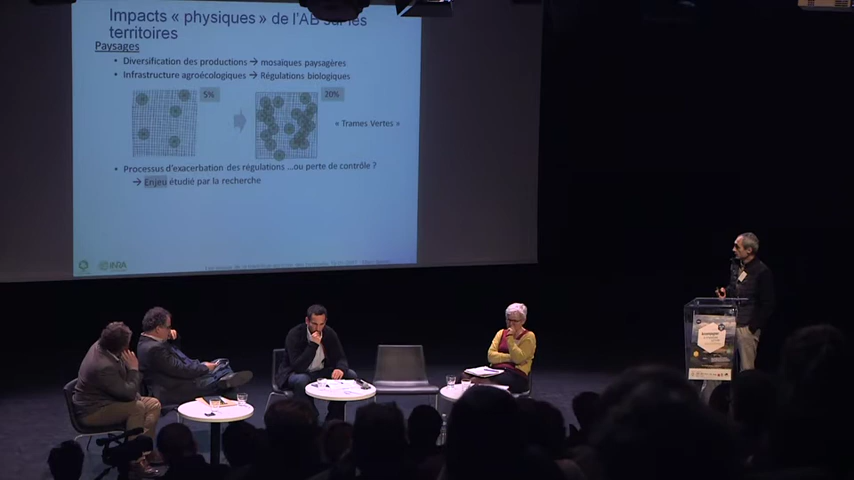 Impacts « physiques » de l'AB sur les
territoires
Paysages
• Diversification des productions → mosaïques paysagères
• Infrastructure agroécologiques → Régulations biologiques
5%
20%
« Trames Vertes »
• Processus d'exacerbation des régulations ...ou perte de contrôle ?
→ Enjeu étudié par la recherche
INRA